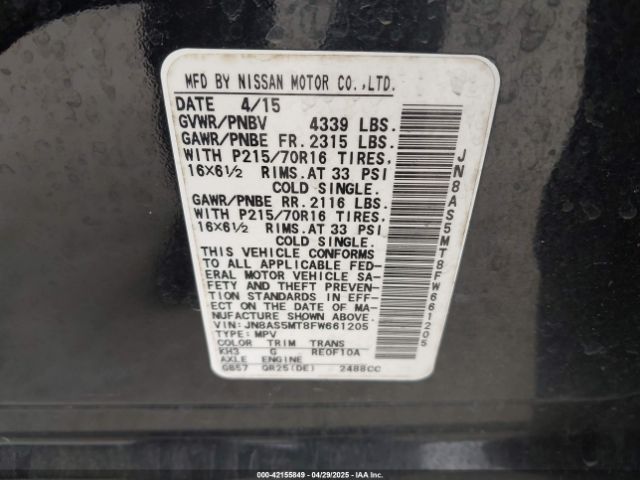 MFD BY NISSAN MOTOR CO.,LTD.
DATE 4/15
GVWR/PNBV 4339 LBS.
GAWR/PNBE FR. 2315 LBS.
WITH P215/70R16 TIRES,
16X6½ RIMS.AT 33 PSI
COLD SINGLE.
GAWR/PNBE RR. 2116 LBS.
WITH P215/70R16 TIRES,
16X6½ RIMS.AT 33 PSI
COLD SINGLE.
THIS VEHICLE CONFORMS
TO ALL APPLICABLE FED-
ERAL MOTOR VEHICLE SA-
FETY AND THEFT PREVEN-
TION STANDARDS IN EFF-
ECT ON THE DATE OF MA-
NUFACTURE SHOWN ABOVE.
VIN:JN8AS5MT8FW661205
TYPE:MPV
COLOR TRIM TRANS
KH3 G RE0F10A
AXLE ENGINE
GB57 QR25(DE) 2488CC
JN8AS5MT8FW661205
000-42155849 | 04/29/2025 | IAAI